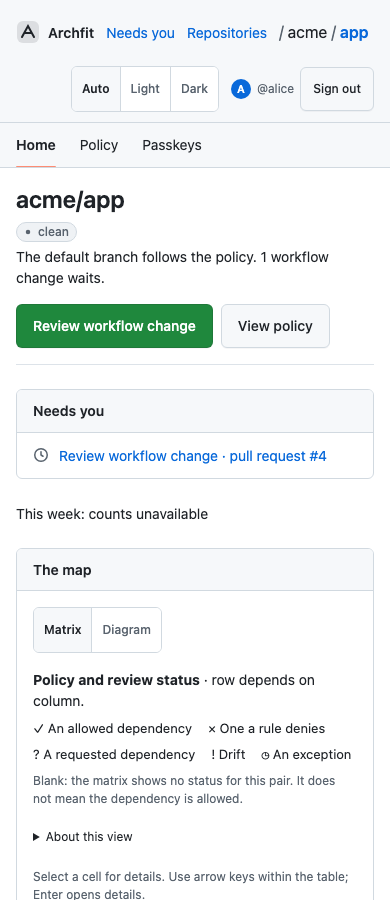 Archfit Needs you Repositories / acme / app
Auto Light Dark A @alice Sign out
Home Policy Passkeys
acme/app
• clean
The default branch follows the policy. 1 workflow
change waits.
Review workflow change View policy
Needs you
Review workflow change · pull request #4
This week: counts unavailable
The map
Matrix Diagram
Policy and review status · row depends on
column.
✓ An allowed dependency × One a rule denies
? A requested dependency ! Drift ◷ An exception
Blank: the matrix shows no status for this pair. It does
not mean the dependency is allowed.
▶ About this view
Select a cell for details. Use arrow keys within the table;
Enter opens details.